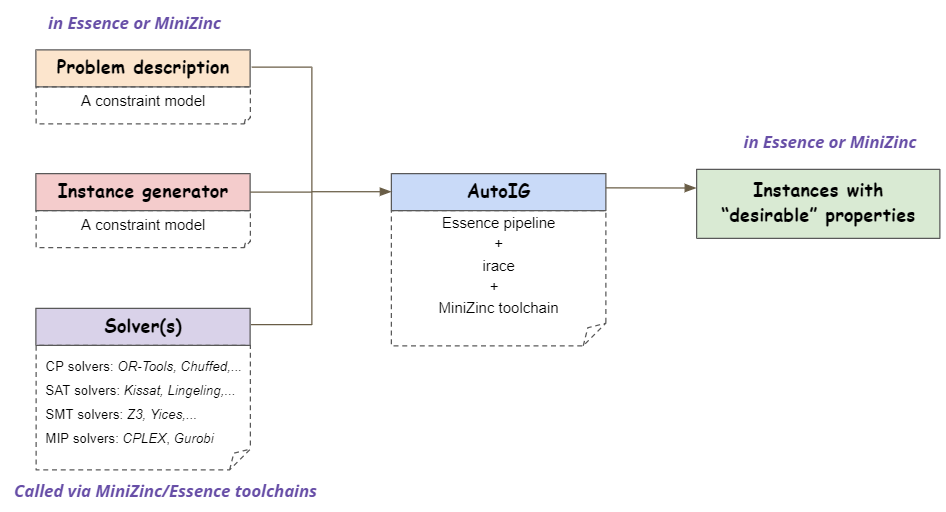 in Essence or MiniZinc
Problem description
A constraint model
Instance generator
A constraint model
Solver(s)
CP solvers: OR-Tools, Chuffed,...
SAT solvers: Kissat, Lingeling,...
SMT solvers: Z3, Yices,...
MIP solvers: CPLEX, Gurobi
Called via MiniZinc/Essence toolchains
AutoIG
Essence pipeline
+
irace
+
MiniZinc toolchain
in Essence or MiniZinc
Instances with
“desirable” properties